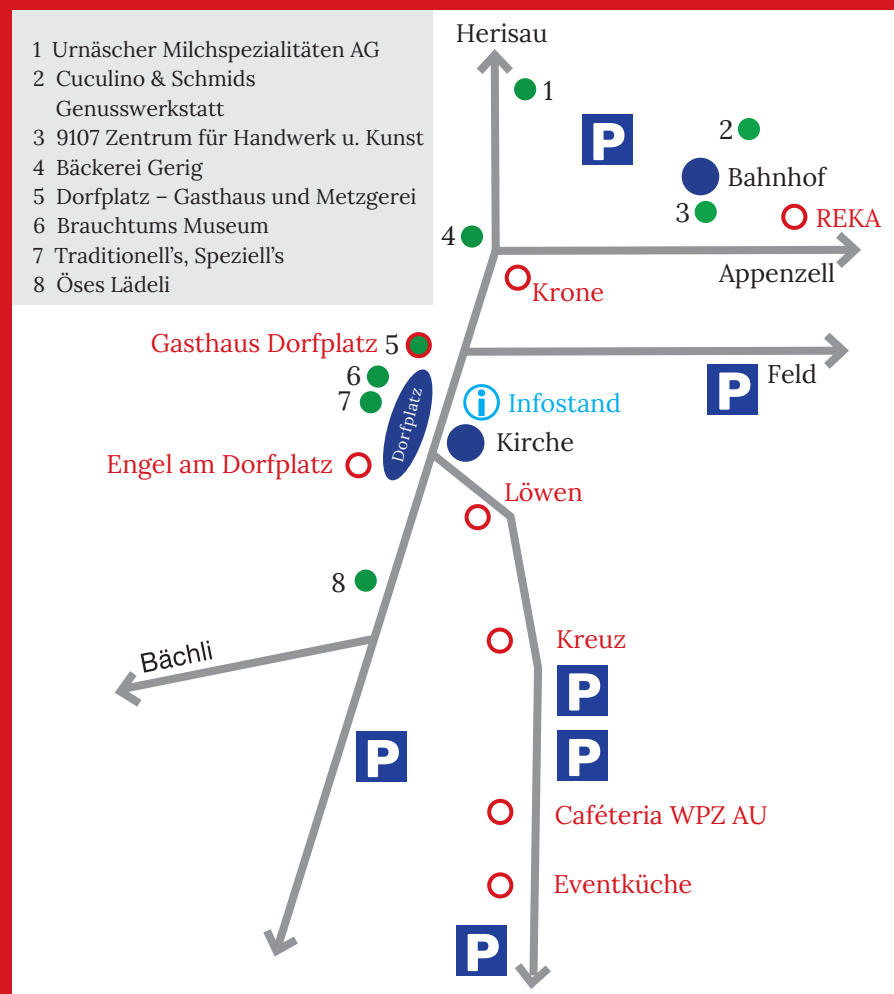 1 Urnäscher Milchspezialitäten AG
2 Cuculino & Schmids
Genusswerkstatt
3 9107 Zentrum für Handwerk u. Kunst
4 Bäckerei Gerig
5 Dorfplatz – Gasthaus und Metzgerei
6 Brauchtums Museum
7 Traditionell's, Speziell's
8 Öses Lädeli
Herisau
1
P
2
Bahnhof
3
REKA
4
Appenzell
Krone
Gasthaus Dorfplatz 5
6
7
Dorfplatz
P
Feld
i Infostand
Kirche
Engel am Dorfplatz
Löwen
8
Bächli
Kreuz
P
P
P
Caféteria WPZ AU
Eventküche
P